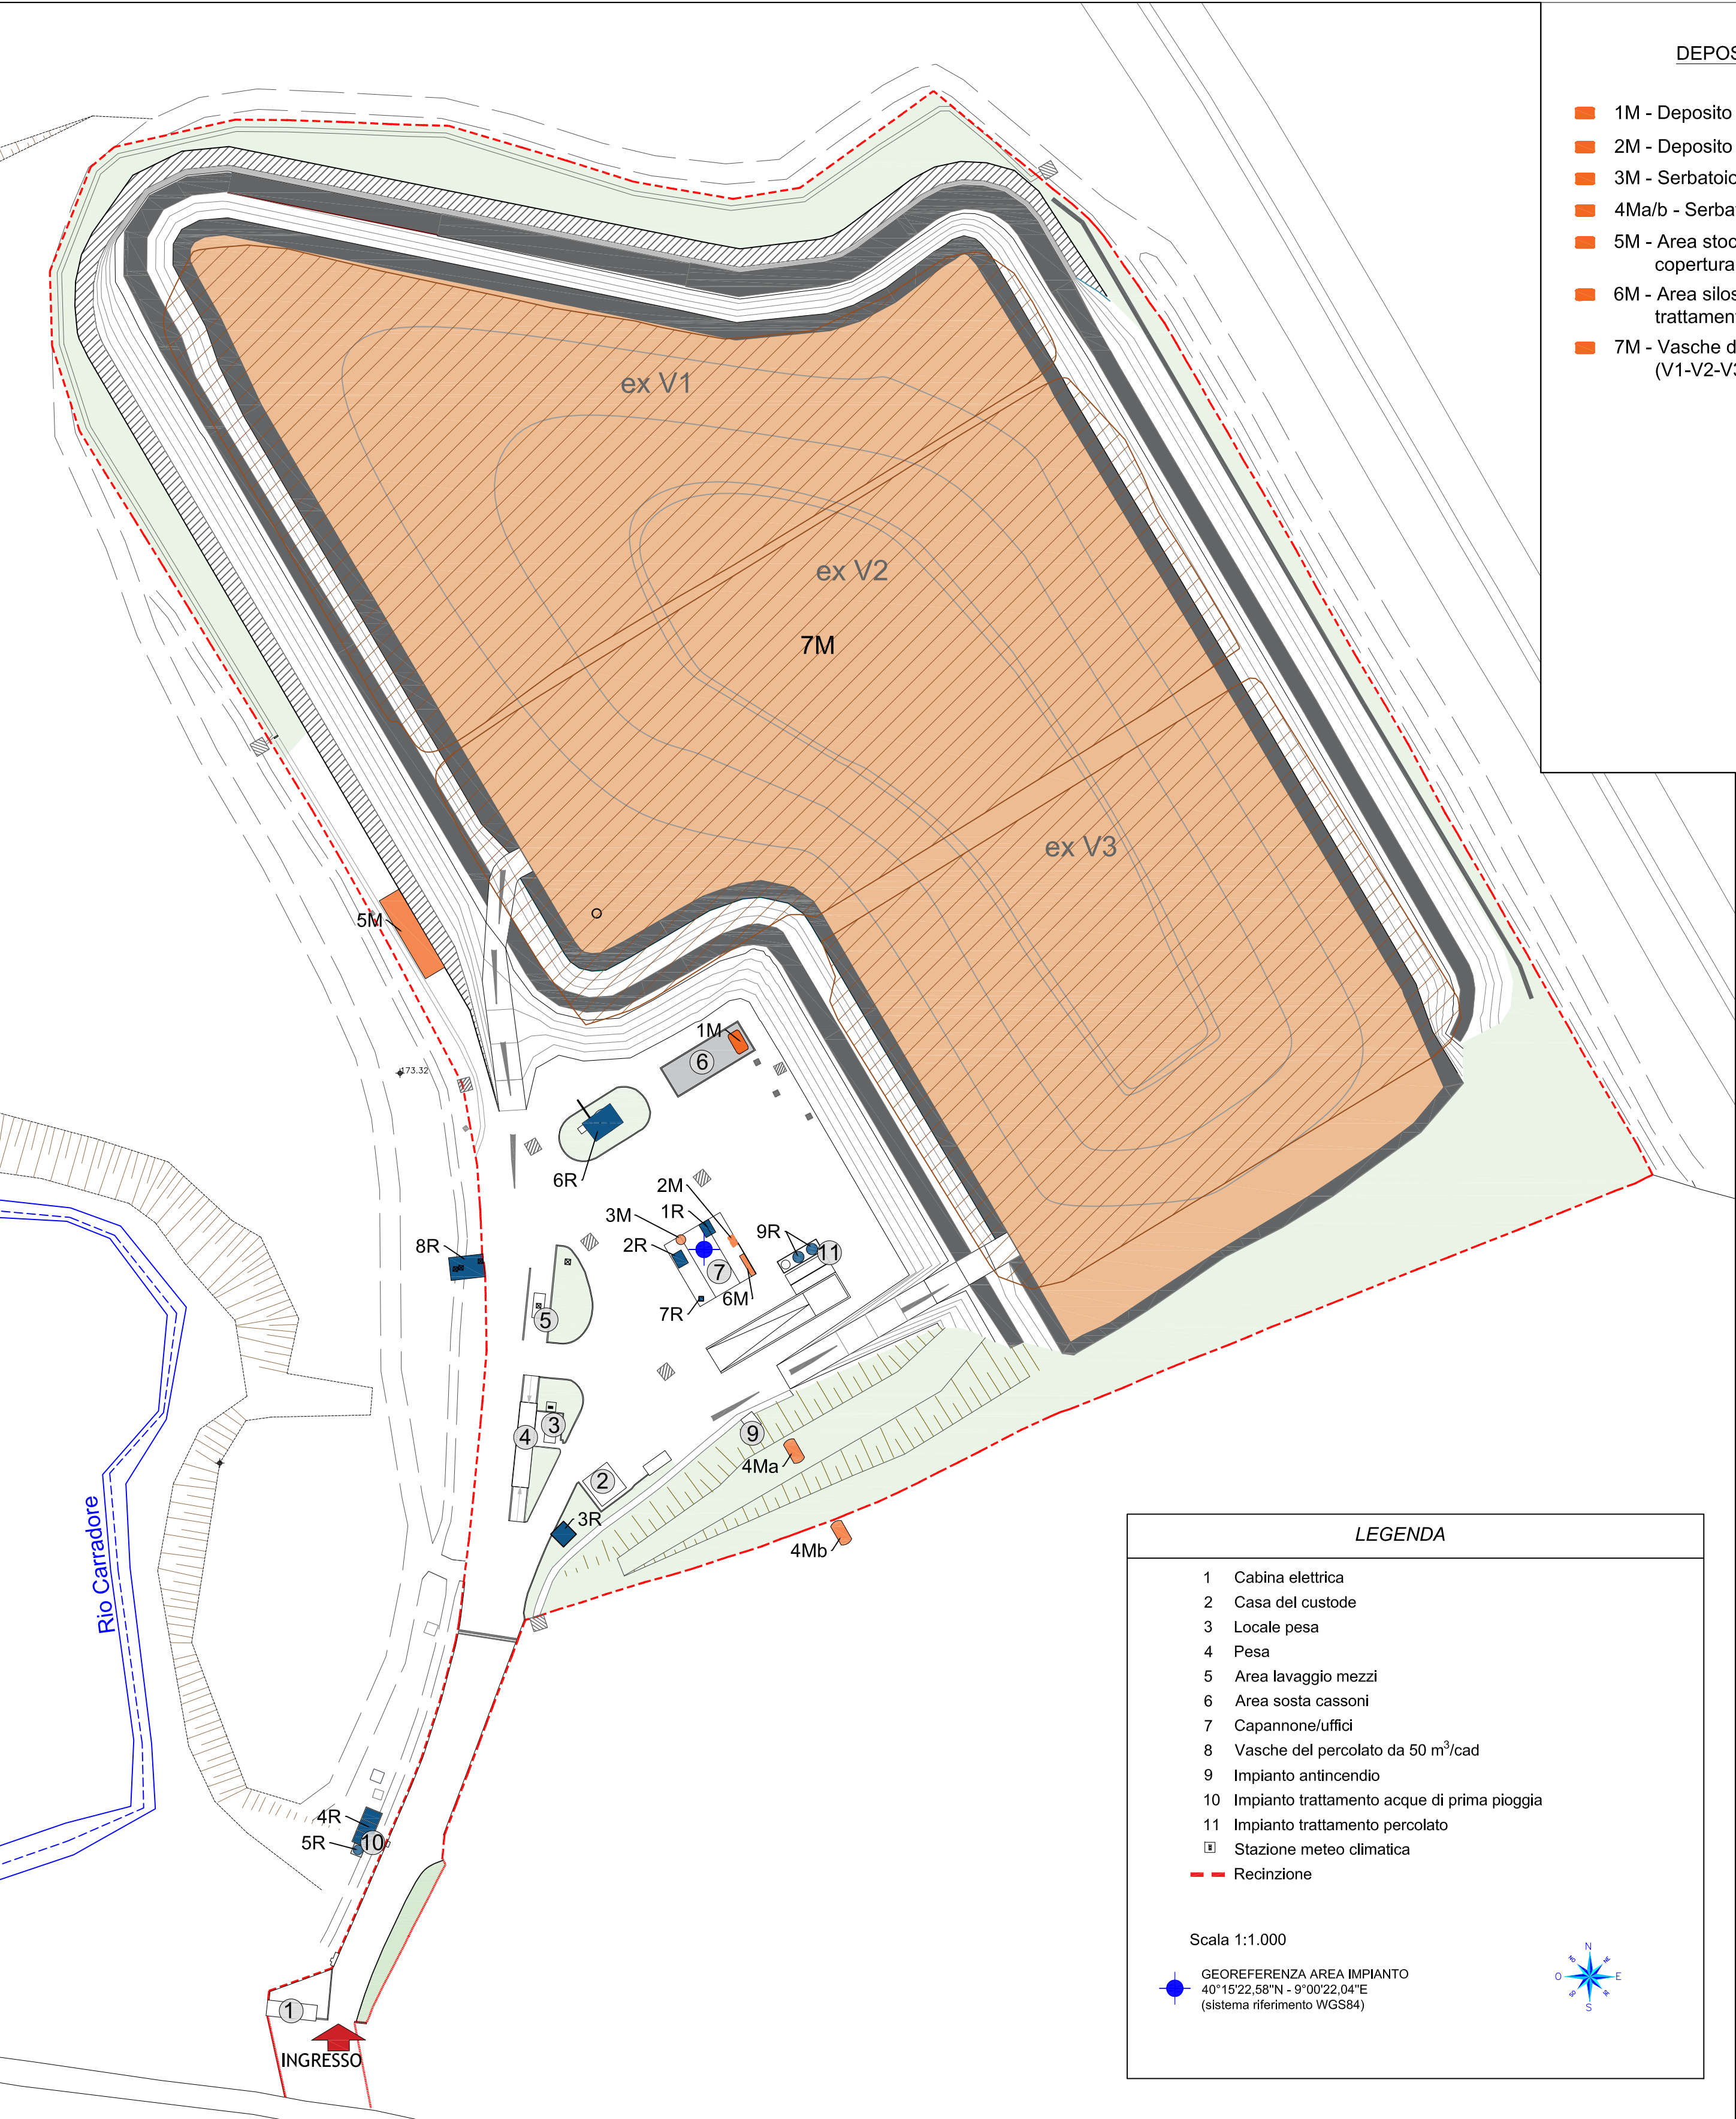 DEPOS
1M - Deposito
2M - Deposito
3M - Serbatoio
4Ma/b - Serba
5M - Area stoc
copertura
6M - Area silos
trattamen
7M - Vasche d
(V1-V2-V3
ex V1
ex V2
7M
ex V3
5M
1M
6
173.32
6R
2M
1R
3M
2R
9R
11
8R
7
6M
7R
5
3
4
9
4Ma
2
3R
4Mb
Rio Carradore
4R
5R
10
1
INGRESSO
LEGENDA
1 Cabina elettrica
2 Casa del custode
3 Locale pesa
4 Pesa
5 Area lavaggio mezzi
6 Area sosta cassoni
7 Capannone/uffici
8 Vasche del percolato da 50 m³/cad
9 Impianto antincendio
10 Impianto trattamento acque di prima pioggia
11 Impianto trattamento percolato
Stazione meteo climatica
Recinzione
Scala 1:1.000
GEOREFERENZA AREA IMPIANTO
40°15'22,58"N - 9°00'22,04"E
(sistema riferimento WGS84)
N
NO NE
O E
SO SE
S